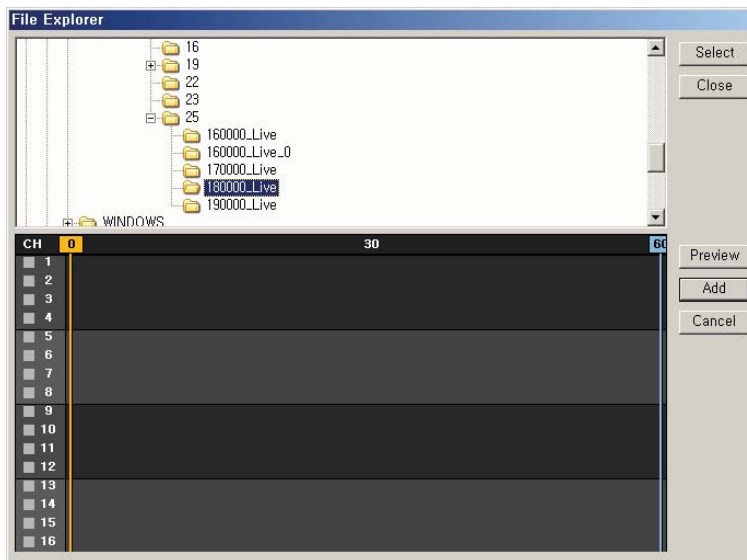 File Explorer
16
19
22
23
25
160000_Live
160000_Live_0
170000_Live
180000_Live
190000_Live
WINDOWS
Select
Close
CH 0 30 60
1
2
3
4
5
6
7
8
9
10
11
12
13
14
15
16
Preview
Add
Cancel